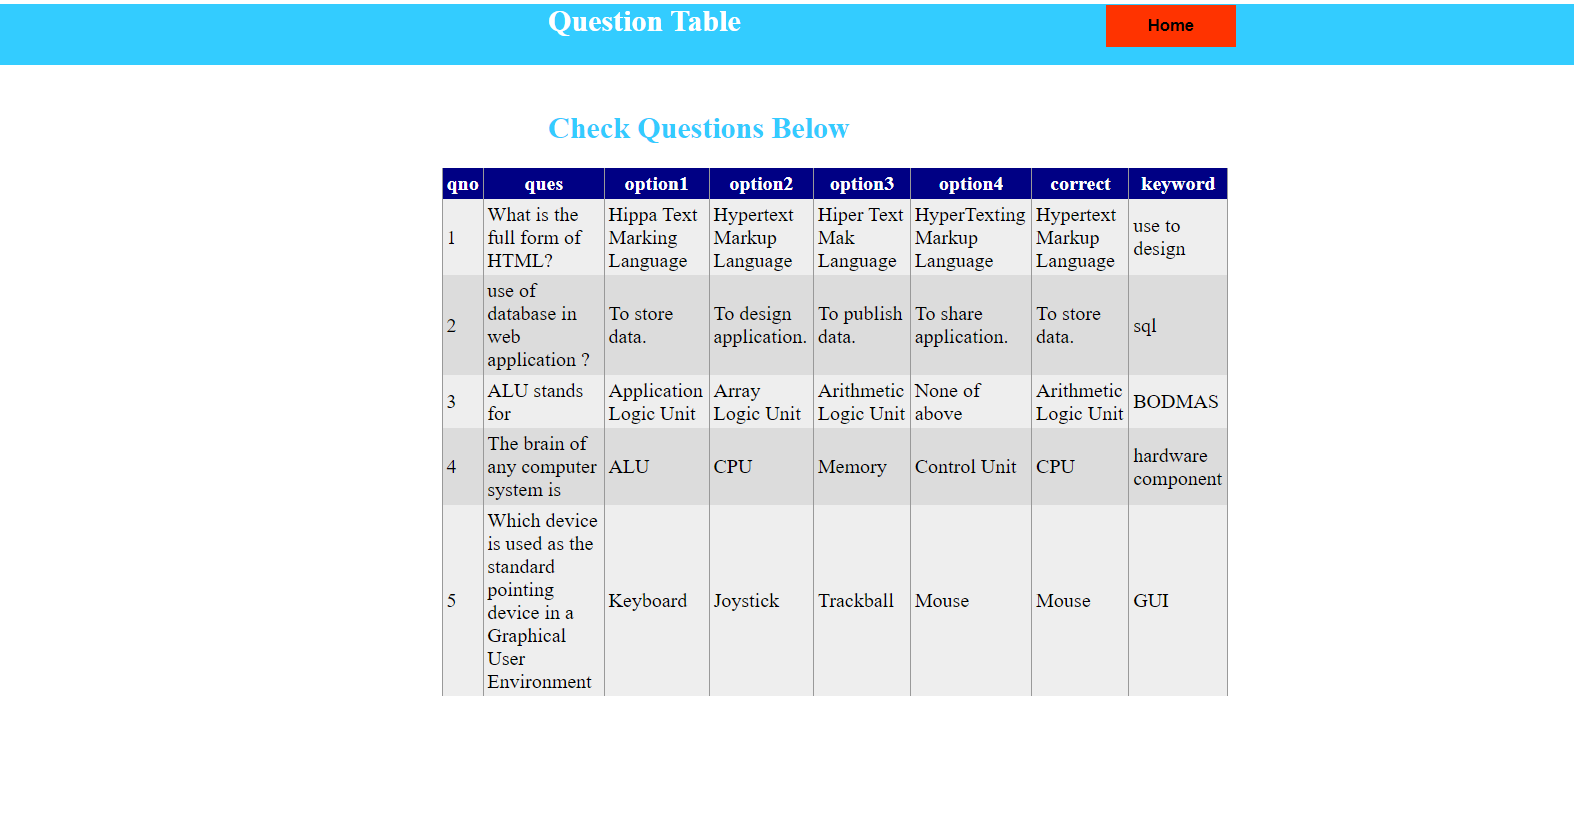 Question Table
Home
Check Questions Below
qno ques option1 option2 option3 option4 correct keyword
1
What is the
full form of
HTML?
Hippa Text
Marking
Language
Hypertext
Markup
Language
Hiper Text
Mak
Language
HyperTexting
Markup
Language
Hypertext
Markup
Language
use to
design
2
use of
database in
web
application ?
To store
data.
To design
application.
To publish
data.
To share
application.
To store
data.
sql
3
ALU stands
for
Application
Logic Unit
Array
Logic Unit
Arithmetic
Logic Unit
None of
above
Arithmetic
Logic Unit
BODMAS
4
The brain of
any computer
system is
ALU
CPU
Memory
Control Unit
CPU
hardware
component
5
Which device
is used as the
standard
pointing
device in a
Graphical
User
Environment
Keyboard
Joystick
Trackball
Mouse
Mouse
GUI